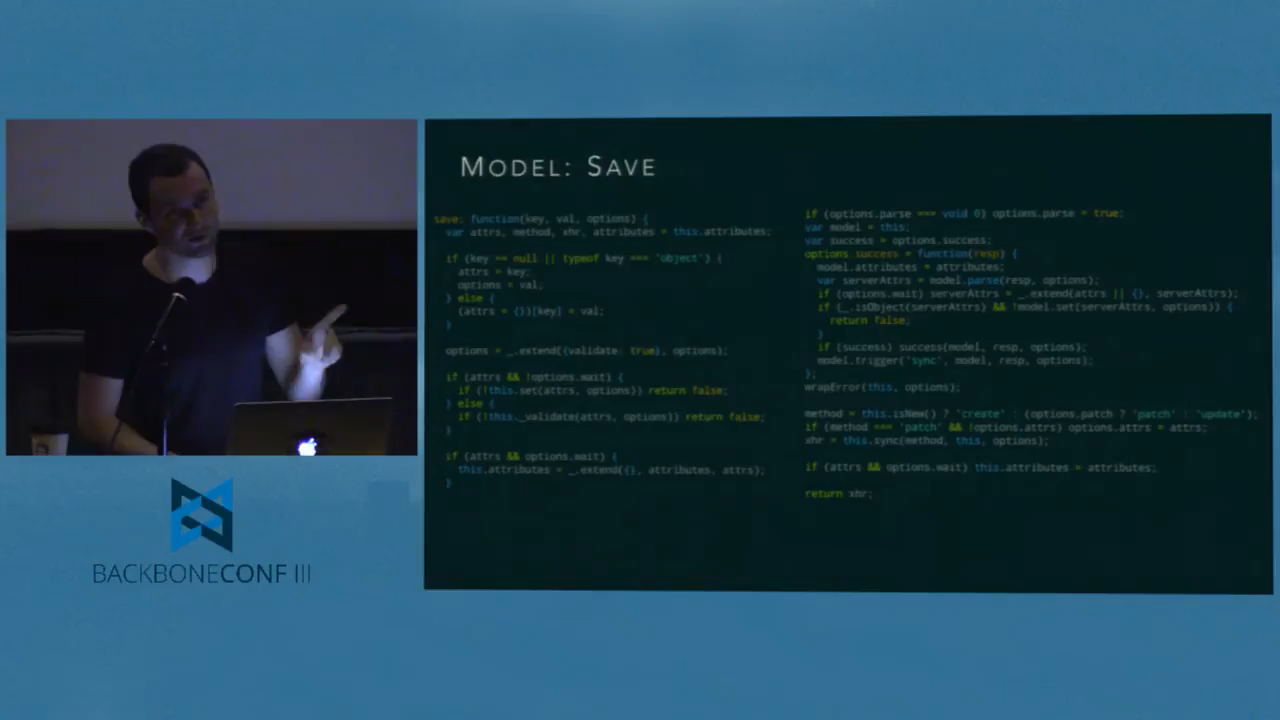 MODEL: SAVE
save: function(key, val, options) {
var attrs, method, xhr, attributes = this.attributes;
if (key == null || typeof key === 'object') {
attrs = key;
options = val;
} else {
(attrs = {})[key] = val;
}
options = _.extend({validate: true}, options);
if (attrs && !options.wait) {
if (!this.set(attrs, options)) return false;
} else {
if (!this._validate(attrs, options)) return false;
}
if (attrs && options.wait) {
this.attributes = _.extend({}, attributes, attrs);
}
if (options.parse === void 0) options.parse = true;
var model = this;
var success = options.success;
options.success = function(resp) {
model.attributes = attributes;
var serverAttrs = model.parse(resp, options);
if (options.wait) serverAttrs = _.extend(attrs || {}, serverAttrs);
if (_.isObject(serverAttrs) && !model.set(serverAttrs, options)) {
return false;
}
if (success) success(model, resp, options);
model.trigger('sync', model, resp, options);
};
wrapError(this, options);
method = this.isNew() ? 'create' : (options.patch ? 'patch' : 'update');
if (method === 'patch' && !options.attrs) options.attrs = attrs;
xhr = this.sync(method, this, options);
if (attrs && options.wait) this.attributes = attributes;
return xhr;
BACKBONECONF III